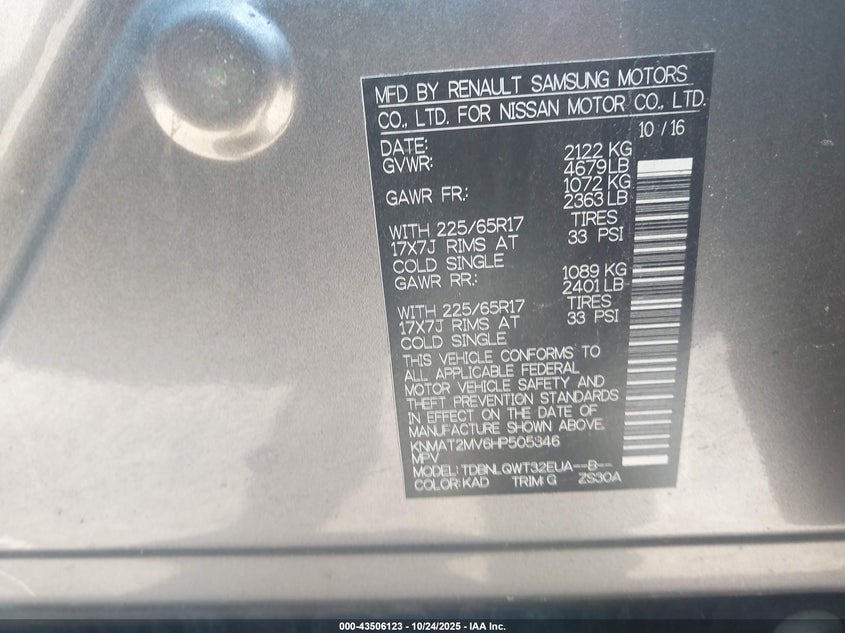 MFD BY RENAULT SAMSUNG MOTORS
CO., LTD. FOR NISSAN MOTOR CO., LTD.
DATE: 10 / 16
GVWR: 2122 KG
4679 LB
GAWR FR: 1072 KG
2363 LB
WITH 225/65R17 TIRES
17X7J RIMS AT 33 PSI
COLD SINGLE
GAWR RR: 1089 KG
2401 LB
WITH 225/65R17 TIRES
17X7J RIMS AT 33 PSI
COLD SINGLE
THIS VEHICLE CONFORMS TO
ALL APPLICABLE FEDERAL
MOTOR VEHICLE SAFETY AND
THEFT PREVENTION STANDARDS
IN EFFECT ON THE DATE OF
MANUFACTURE SHOWN ABOVE.
KNMAT2MV6HP505346
MPV
MODEL: TDBNLQWT32EUA--B--
COLOR: KAD TRIM: G ZS30A
000-43506123 - 10/24/2025 - IAA Inc.